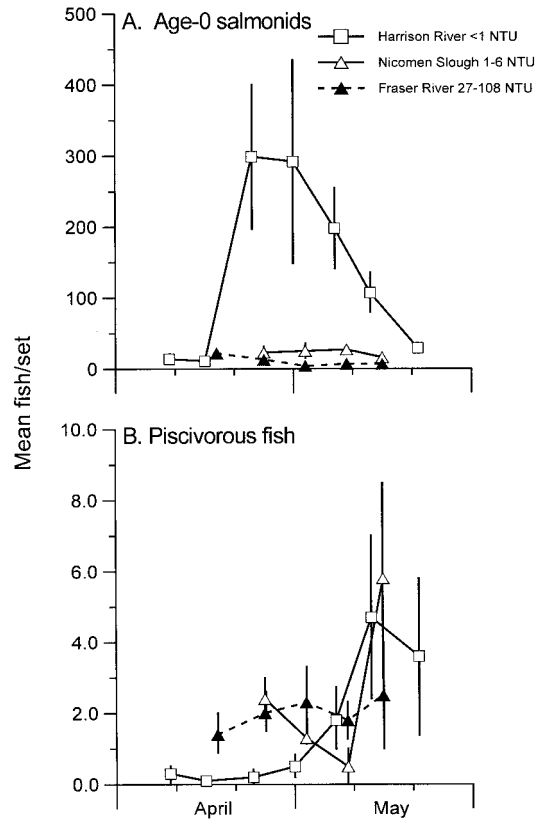 A. Age-0 salmonids
Harrison River <1 NTU
Nicomen Slough 1-6 NTU
Fraser River 27-108 NTU
500
400
300
200
100
0
Mean fish/set
B. Piscivorous fish
10.0
8.0
6.0
4.0
2.0
0.0
April May